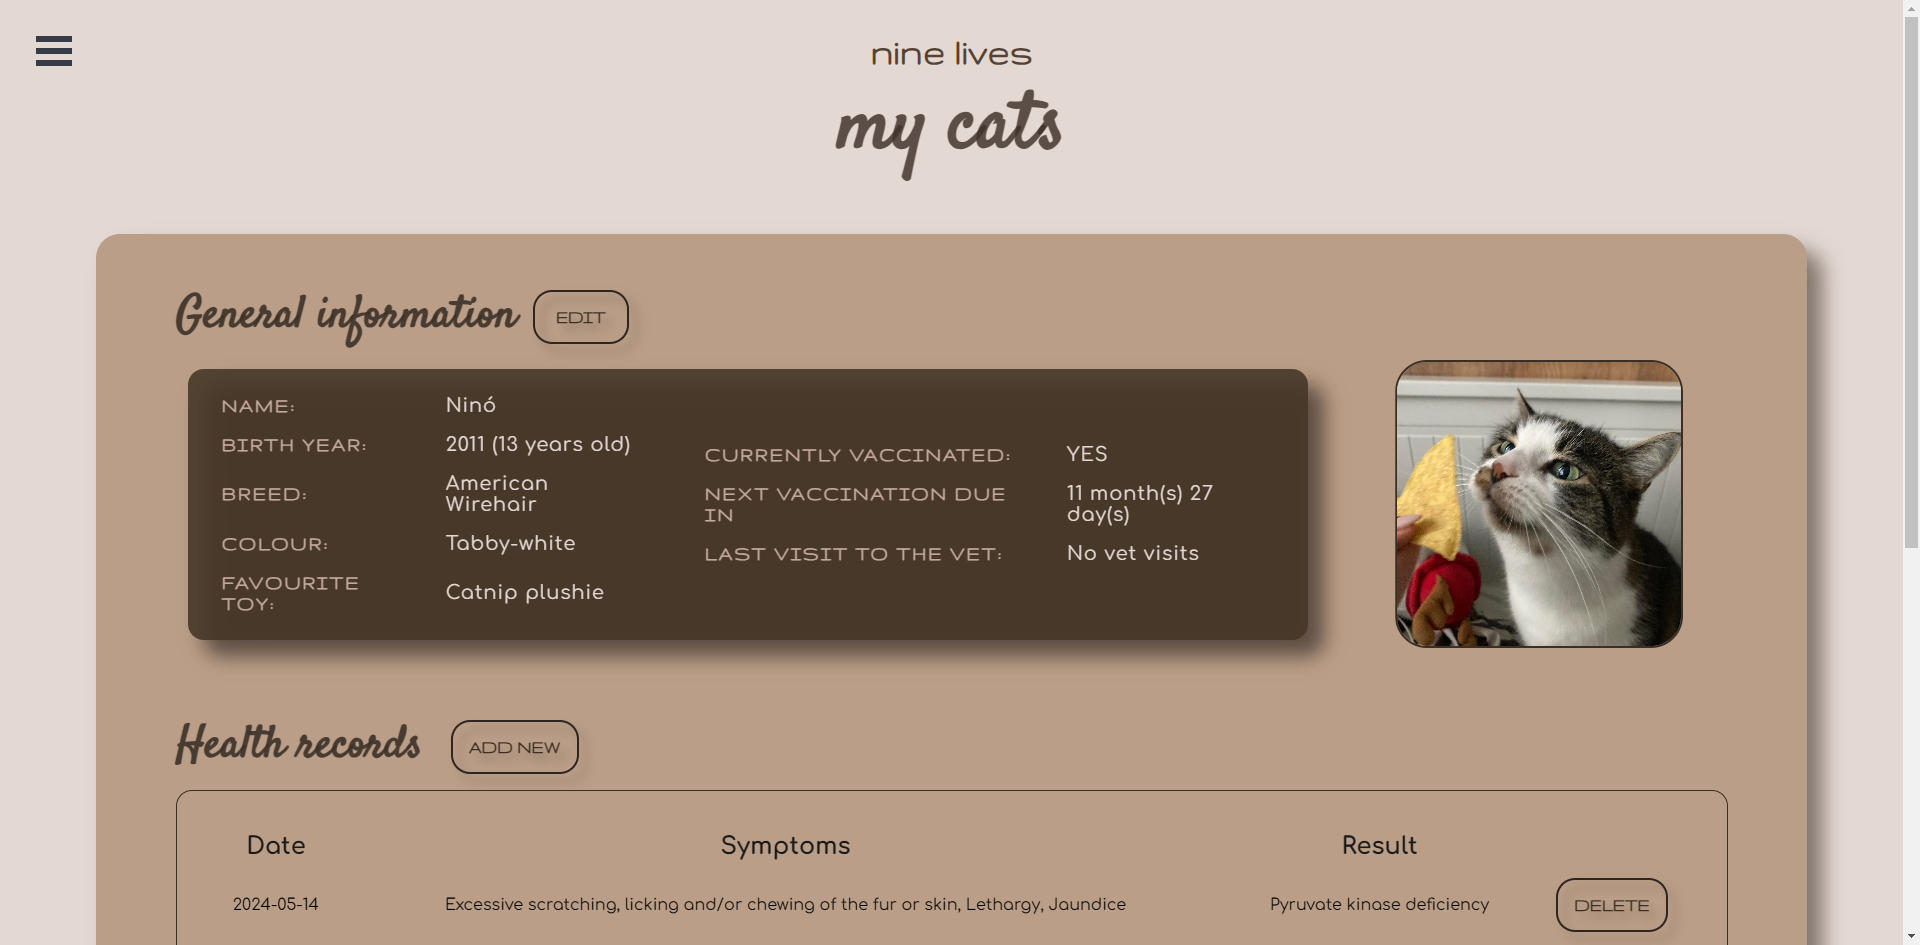 nine lives
my cats
General information
EDIT
NAME:
Ninó
BIRTH YEAR:
2011 (13 years old)
BREED:
American
Wirehair
COLOUR:
Tabby-white
FAVOURITE
TOY:
Catnip plushie
CURRENTLY VACCINATED:
YES
NEXT VACCINATION DUE
IN
11 month(s) 27
day(s)
LAST VISIT TO THE VET:
No vet visits
Health records
ADD NEW
Date
Symptoms
Result
2024-05-14
Excessive scratching, licking and/or chewing of the fur or skin, Lethargy, Jaundice
Pyruvate kinase deficiency
DELETE